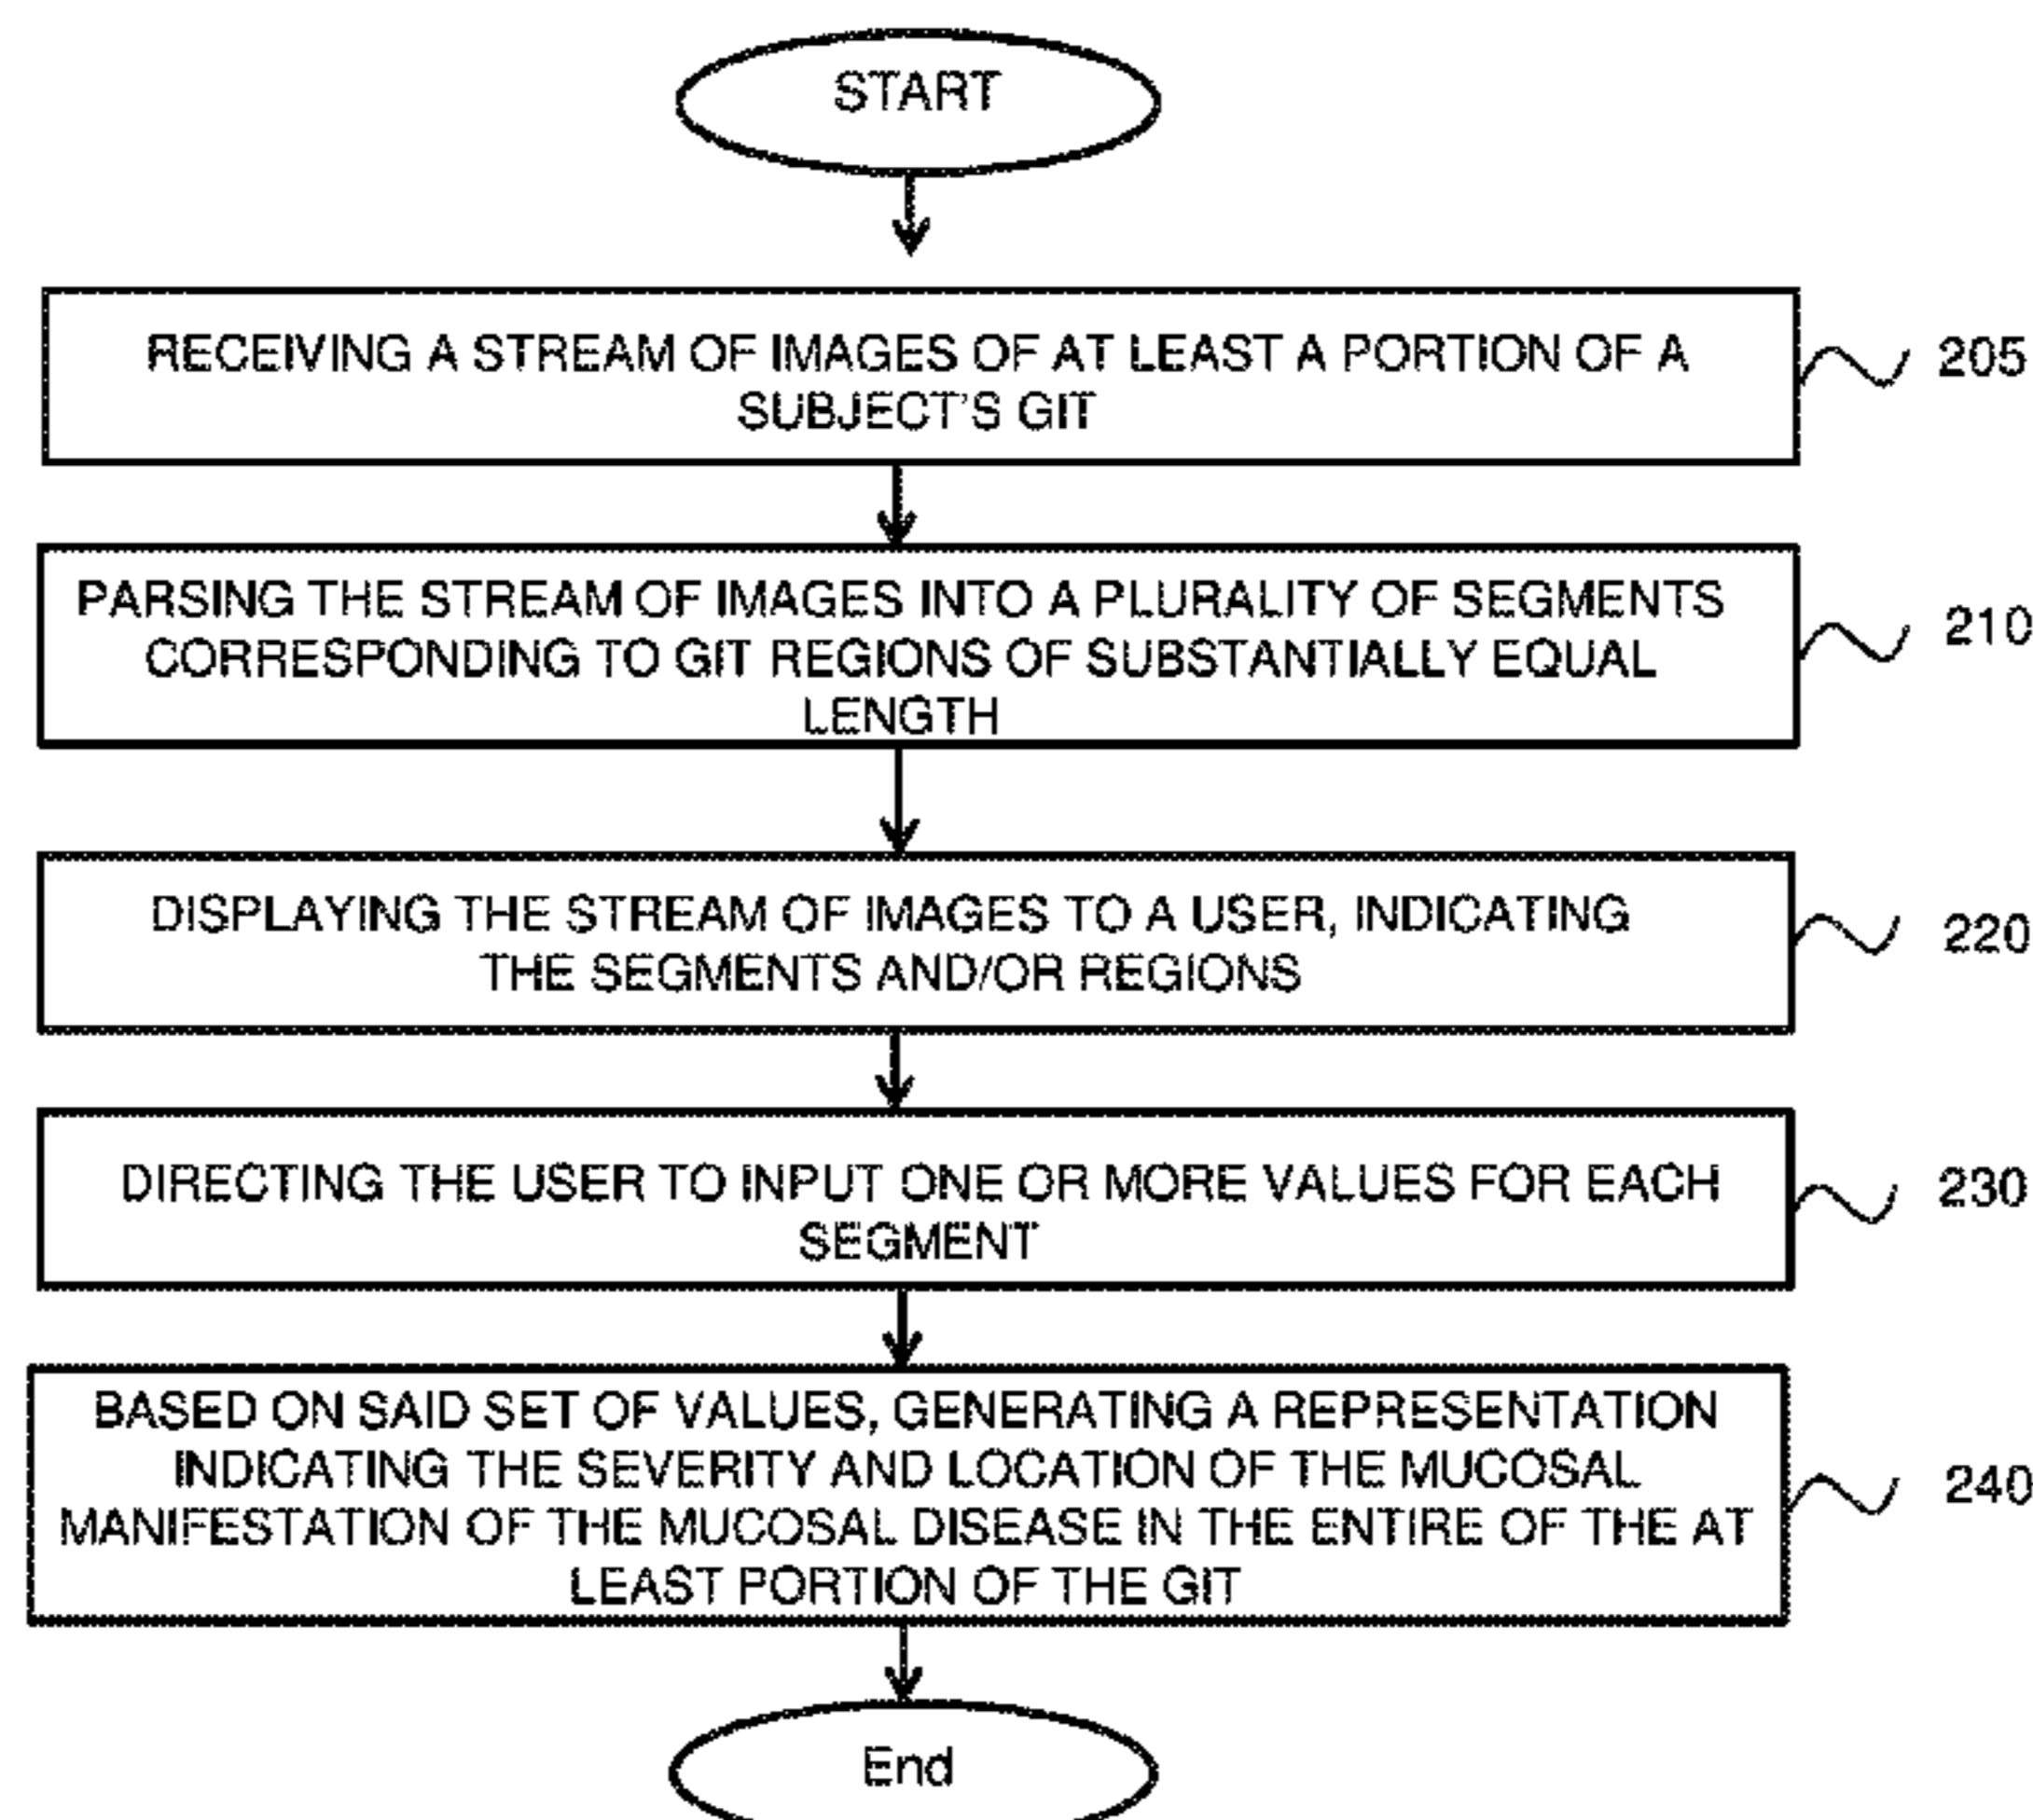 START
RECEIVING A STREAM OF IMAGES OF AT LEAST A PORTION OF A
SUBJECT'S GIT
205
PARSING THE STREAM OF IMAGES INTO A PLURALITY OF SEGMENTS
CORRESPONDING TO GIT REGIONS OF SUBSTANTIALLY EQUAL
LENGTH
210
DISPLAYING THE STREAM OF IMAGES TO A USER, INDICATING
THE SEGMENTS AND/OR REGIONS
220
DIRECTING THE USER TO INPUT ONE OR MORE VALUES FOR EACH
SEGMENT
230
BASED ON SAID SET OF VALUES, GENERATING A REPRESENTATION
INDICATING THE SEVERITY AND LOCATION OF THE MUCOSAL
MANIFESTATION OF THE MUCOSAL DISEASE IN THE ENTIRE OF THE AT
LEAST PORTION OF THE GIT
240
End